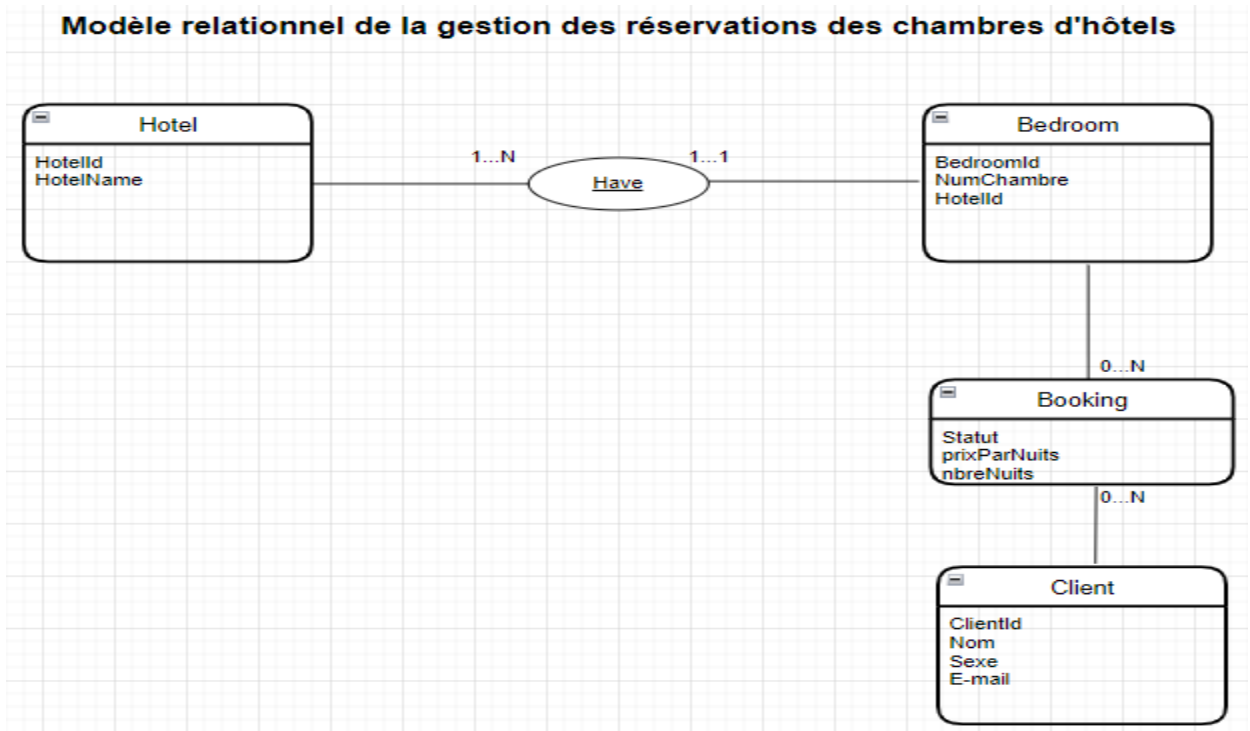 Modèle relationnel de la gestion des réservations des chambres d'hôtels
Hotel
HotelId
HotelName
1...N
Have
1...1
Bedroom
BedroomId
NumChambre
HotelId
0...N
Booking
Statut
prixParNuits
nbreNuits
0...N
Client
ClientId
Nom
Sexe
E-mail